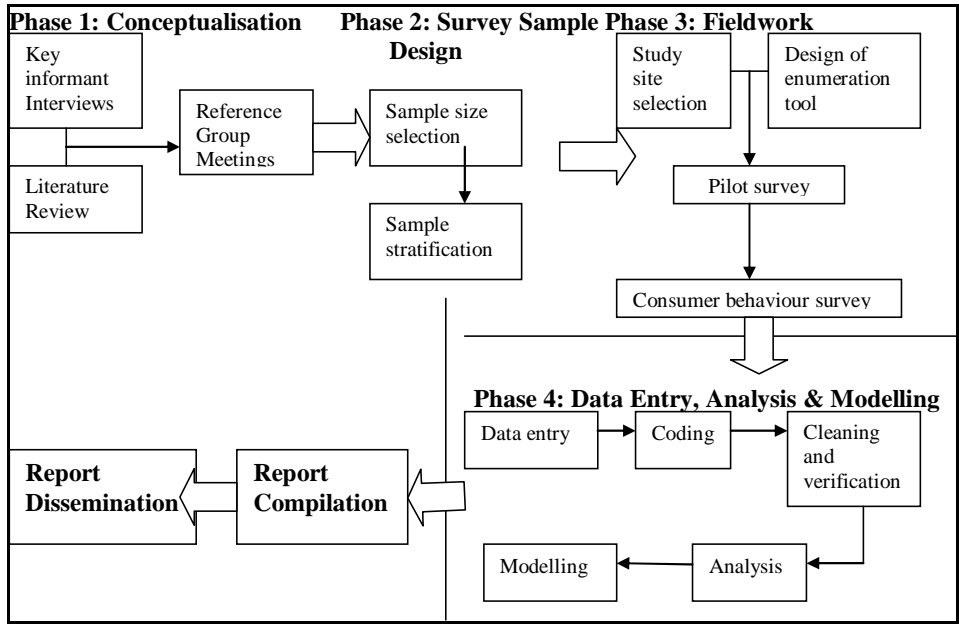 Phase 1: Conceptualisation
Phase 2: Survey Sample
Design
Phase 3: Fieldwork
Key
informant
Interviews
Literature
Review
Reference
Group
Meetings
Sample size
selection
Sample
stratification
Study
site
selection
Design of
enumeration
tool
Pilot survey
Consumer behaviour survey
Phase 4: Data Entry, Analysis & Modelling
Data entry
Coding
Cleaning
and
verification
Analysis
Modelling
Report
Compilation
Report
Dissemination